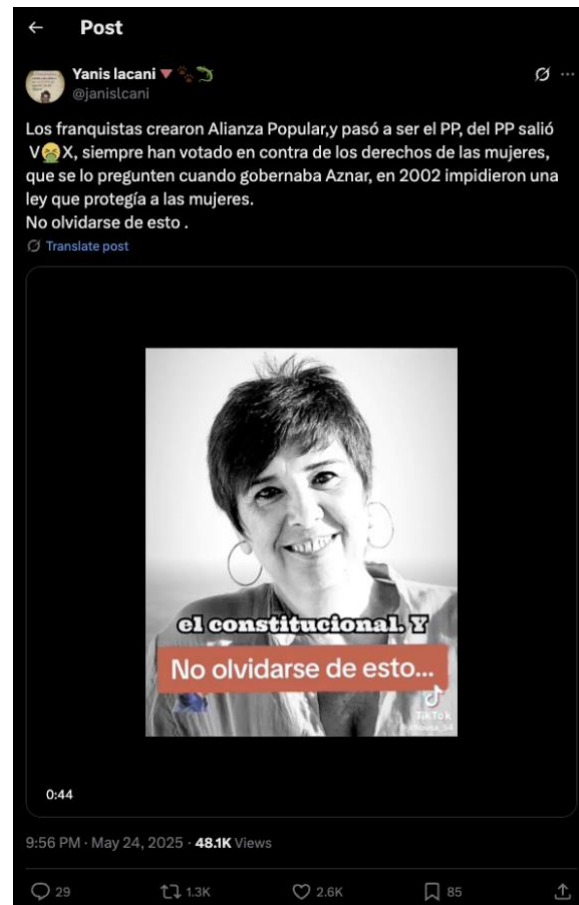 Post
Yanis lacani
@janislcani
Los franquistas crearon Alianza Popular,y pasó a ser el PP, del PP salió
V🤮X, siempre han votado en contra de los derechos de las mujeres,
que se lo pregunten cuando gobernaba Aznar, en 2002 impidieron una
ley que protegía a las mujeres.
No olvidarse de esto .
Translate post
el constitucional. Y
No olvidarse de esto...
TikTok
0:44
9:56 PM · May 24, 2025 · 48.1K Views
29 1.3K 2.6K 85